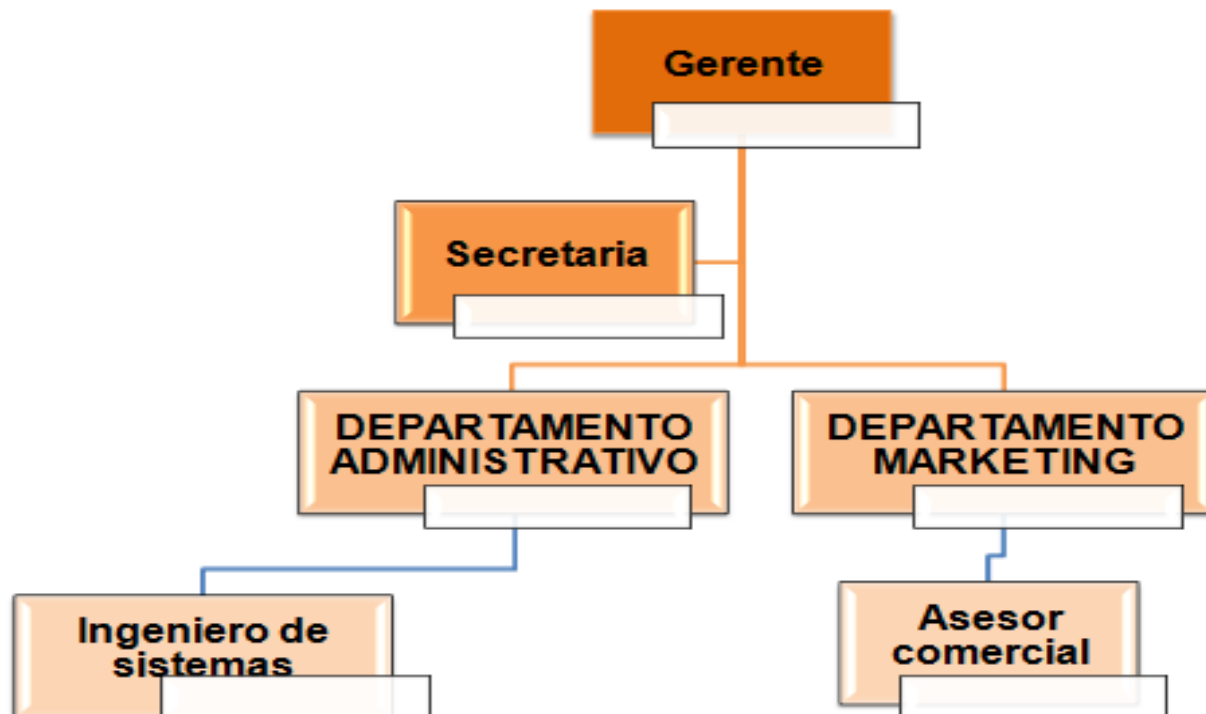 Gerente
Secretaria
DEPARTAMENTO
ADMINISTRATIVO
DEPARTAMENTO
MARKETING
Ingeniero de
sistemas
Asesor
comercial